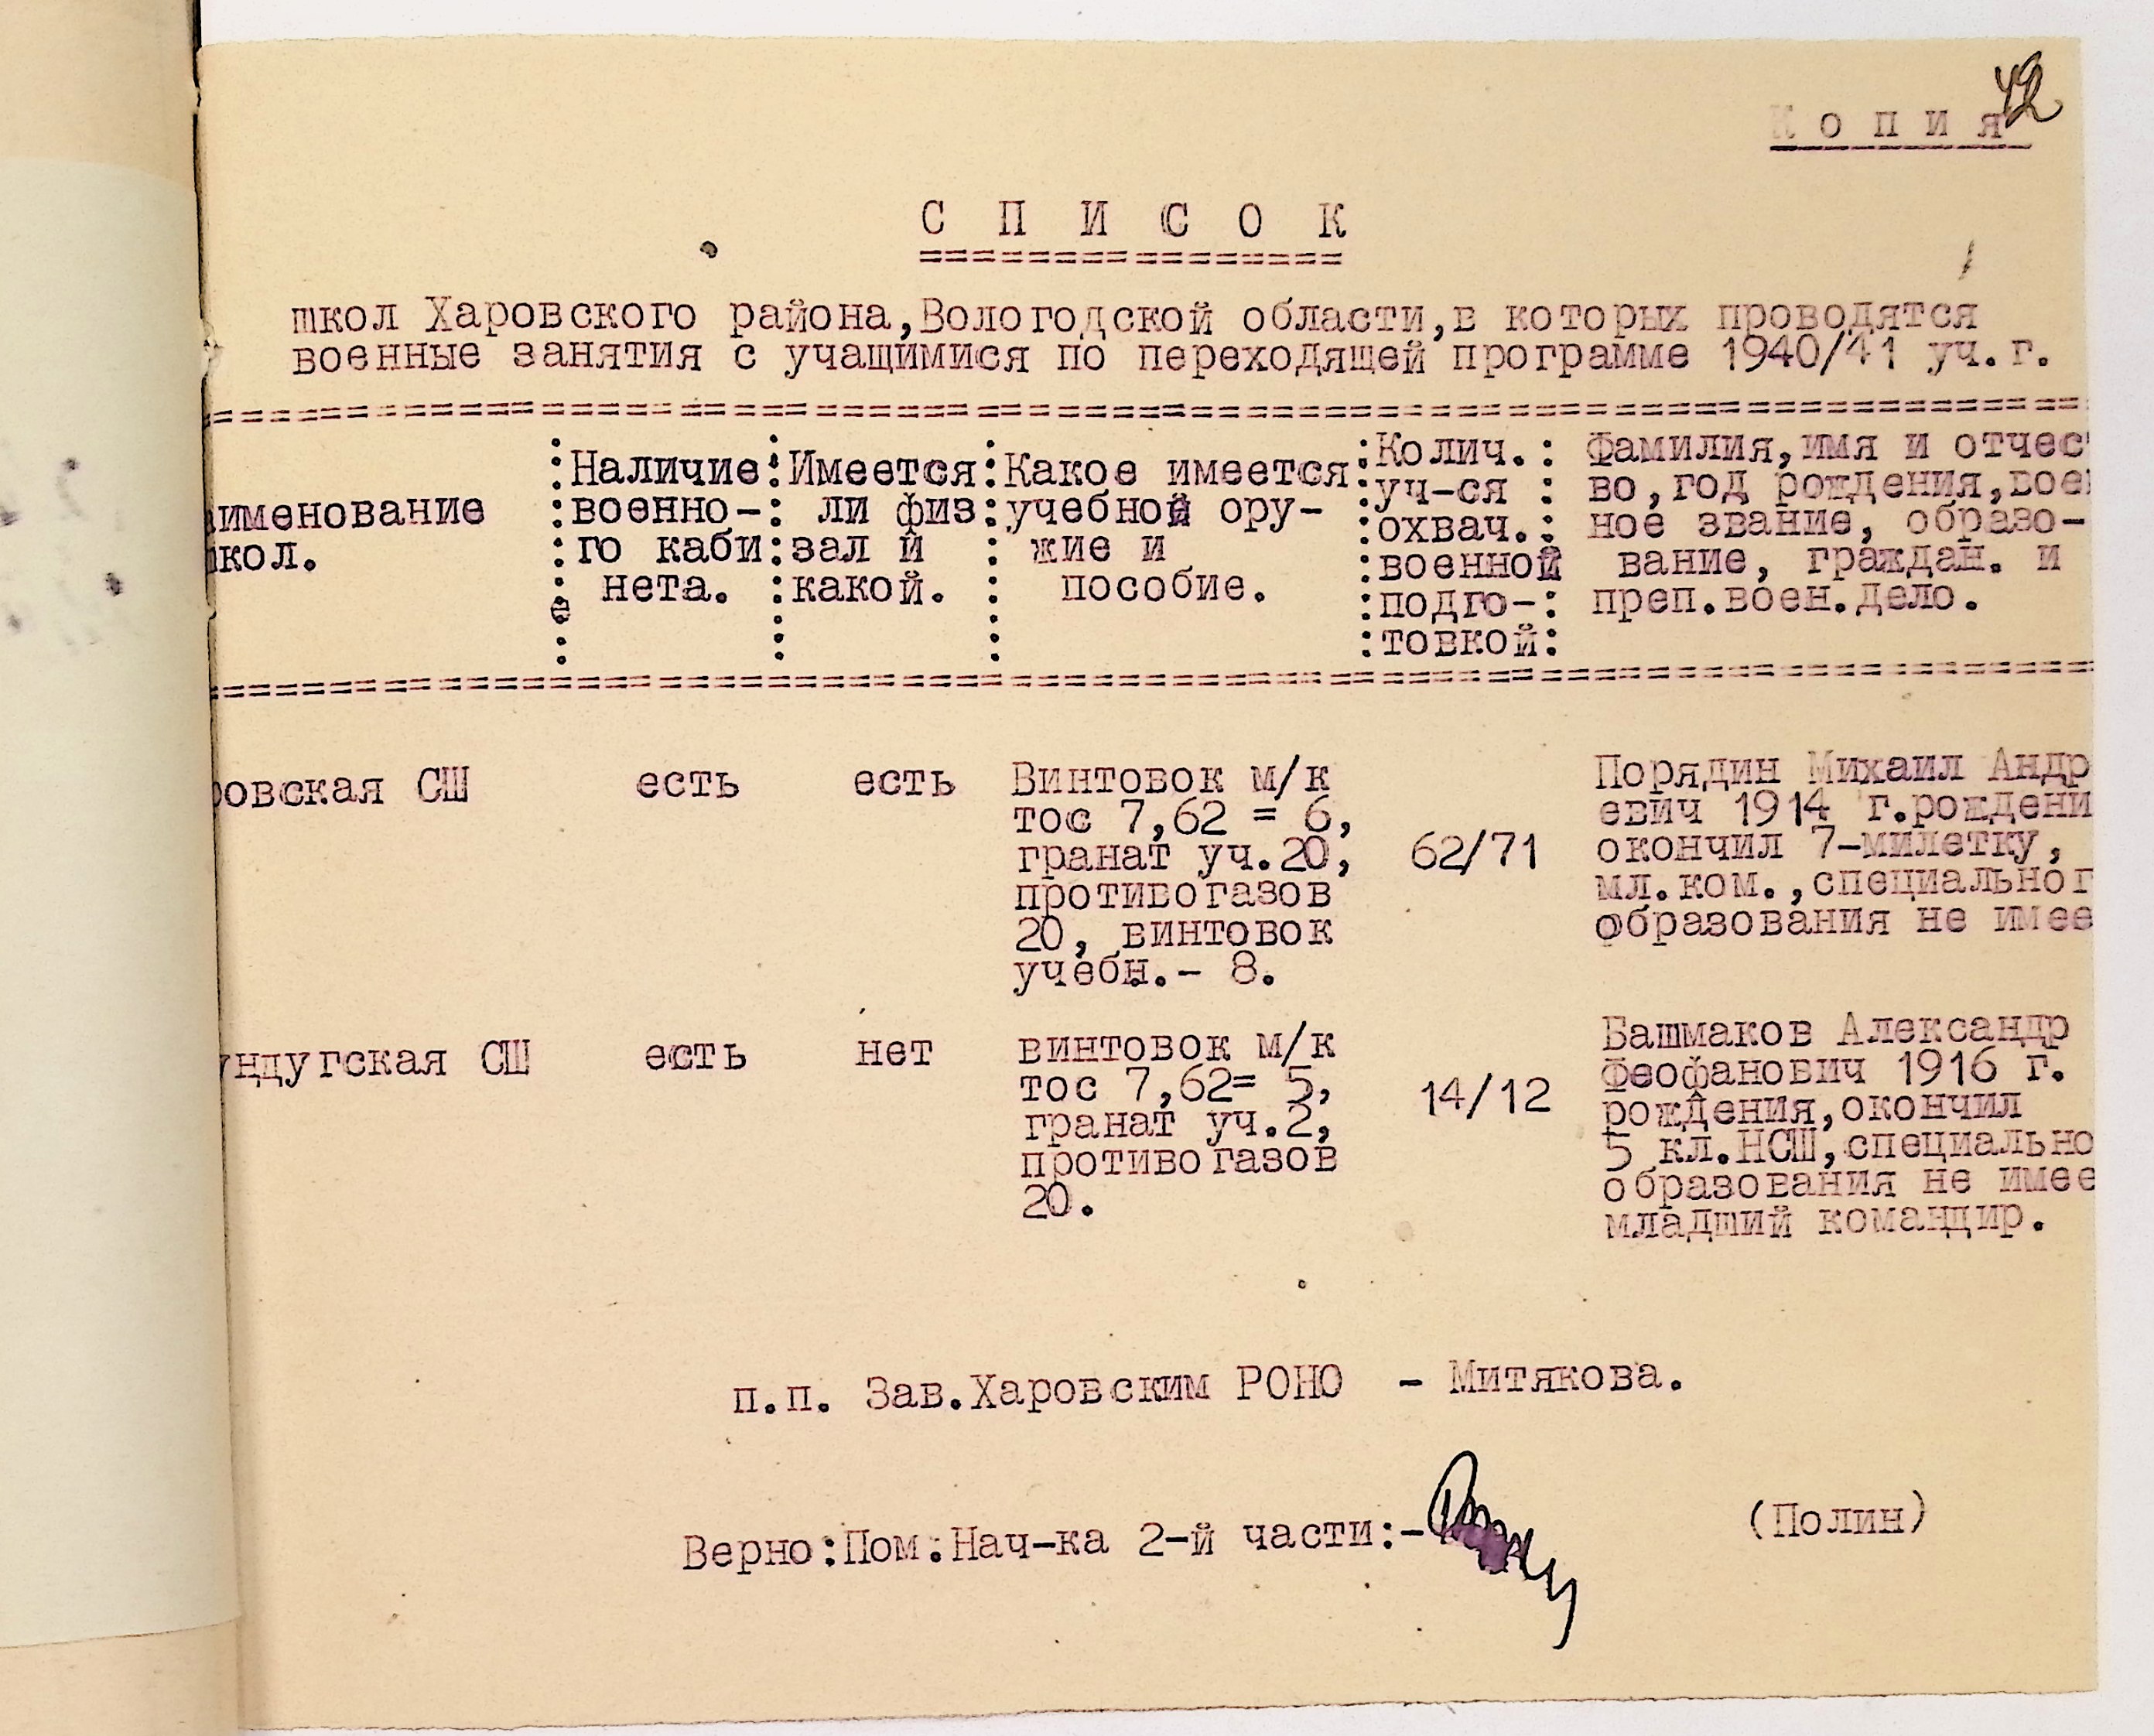 42
Копия
СПИСОК
школ Харовского района,Вологодской области,в которых проводятся
военные занятия с учащимися по переходящей программе 1940/41 уч.г.
именование
кол.
Наличие
военно-
го каби
нета.
е
Имеется
ли физ
зал и
какой.
Какое имеется
учебной ору-
жие и
пособие.
Колич.
уч-ся
охвач.
военной
подго-
товкой
Фамилия,имя и отчес
во,год рождения,вое
ное звание, образо-
вание, граждан. и
преп.воен.дело.
ровская СШ
есть
есть
Винтовок м/к
тос 7,62 = 6,
гранат уч.20,
противогазов
20, винтовок
учебн.- 8.
62/71
Порядин Михаил Андр
евич 1914 г.рождени
окончил 7-милетку,
мл.ком.,специальног
образования не имее
ундугская СШ
есть
нет
винтовок м/к
тос 7,62= 5,
гранат уч.2,
противогазов
20.
14/12
Башмаков Александр
Феофанович 1916 г.
рождения,окончил
5 кл.НСШ,специально
образования не имее
младший командир.
п.п. Зав.Харовским РОНО - Митякова.
Верно:Пом:Нач-ка 2-й части:- (Полин)